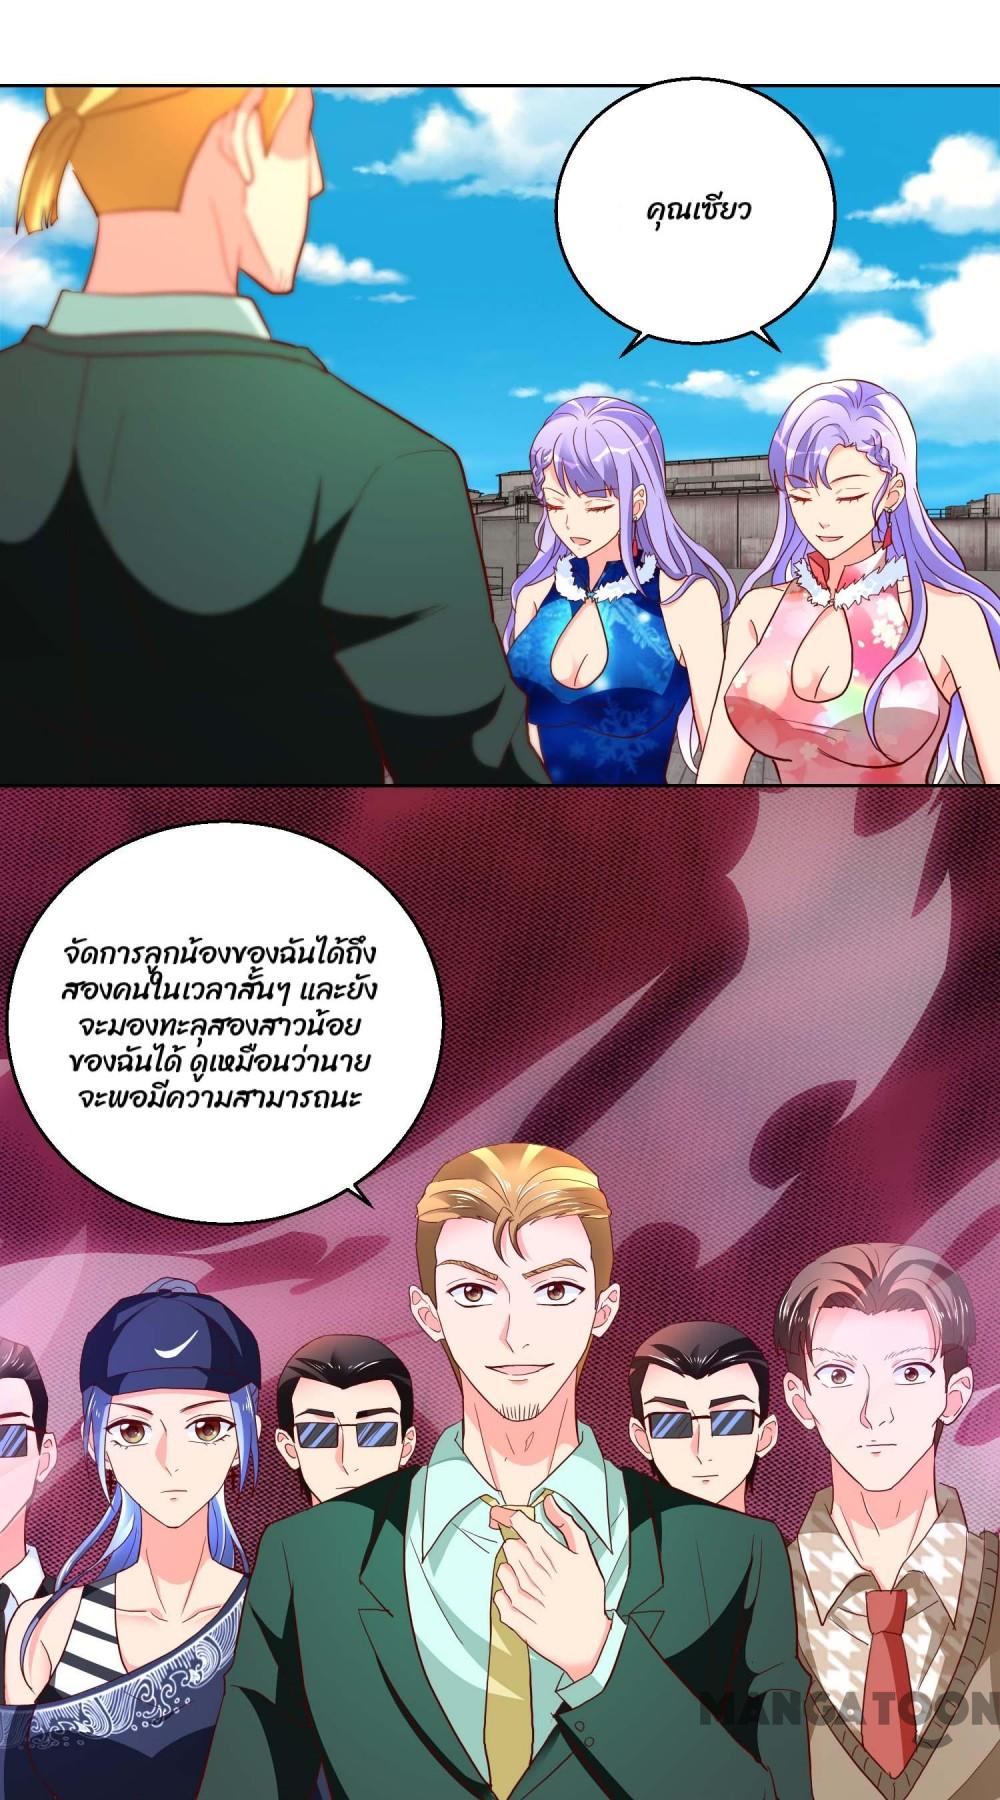 คุณเซียว
จัดการลูกน้องของฉันได้ถึง
สองคนในเวลาสั้นๆ และยัง
จะมองทะลุสองสาวน้อย
ของฉันได้ ดูเหมือนว่านาย
จะพอมีความสามารถนะ
MANGATOON